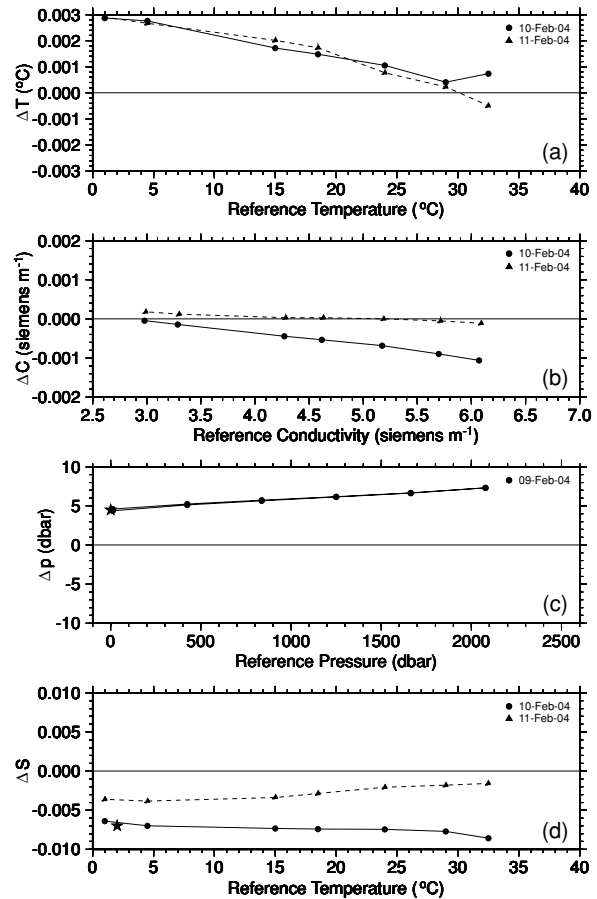 0.003
0.002
0.001
0.000
-0.001
-0.002
-0.003
ΔT (ºC)
10-Feb-04
11-Feb-04
(a)
0 5 10 15 20 25 30 35 40
Reference Temperature (ºC)
0.002
0.001
0.000
-0.001
-0.002
ΔC (siemens m-1)
10-Feb-04
11-Feb-04
(b)
2.5 3.0 3.5 4.0 4.5 5.0 5.5 6.0 6.5 7.0
Reference Conductivity (siemens m-1)
10
5
0
-5
-10
Δp (dbar)
09-Feb-04
(c)
0 500 1000 1500 2000 2500
Reference Pressure (dbar)
0.010
0.005
0.000
-0.005
-0.010
ΔS
10-Feb-04
11-Feb-04
(d)
0 5 10 15 20 25 30 35 40
Reference Temperature (ºC)